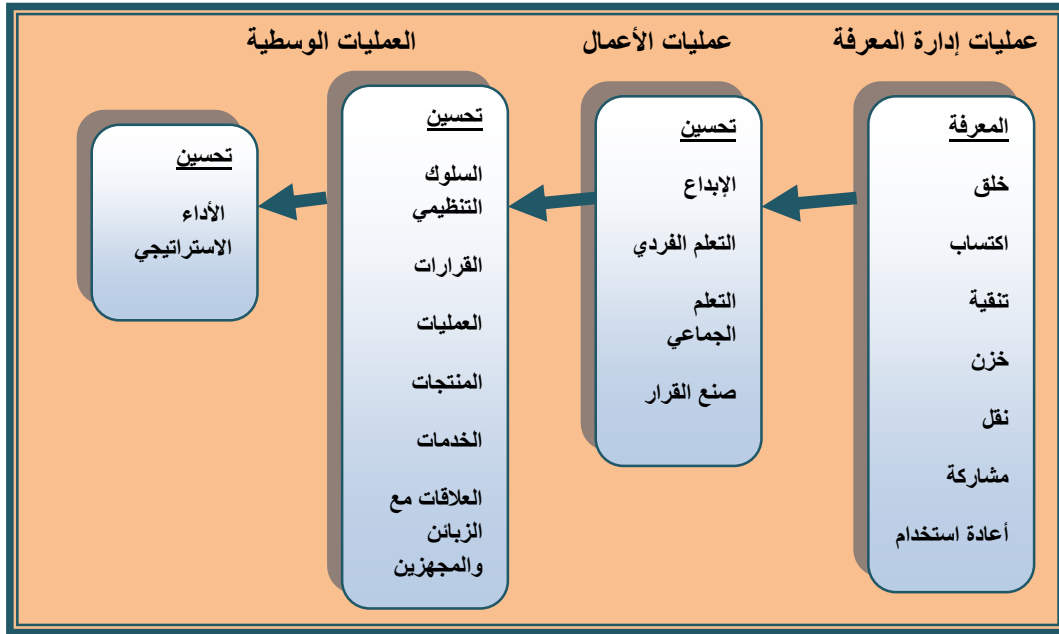 عمليات إدارة المعرفة
عمليات الأعمال
العمليات الوسطية
المعرفة
خلق
اكتساب
تنقية
خزن
نقل
مشاركة
أعادة استخدام
تحسين
الإبداع
التعلم الفردي
التعلم
الجماعي
صنع القرار
تحسين
السلوك
التنظيمي
القرارات
العمليات
المنتجات
الخدمات
العلاقات مع
الزبائن
والمجهزين
تحسين
الأداء
الاستراتيجي